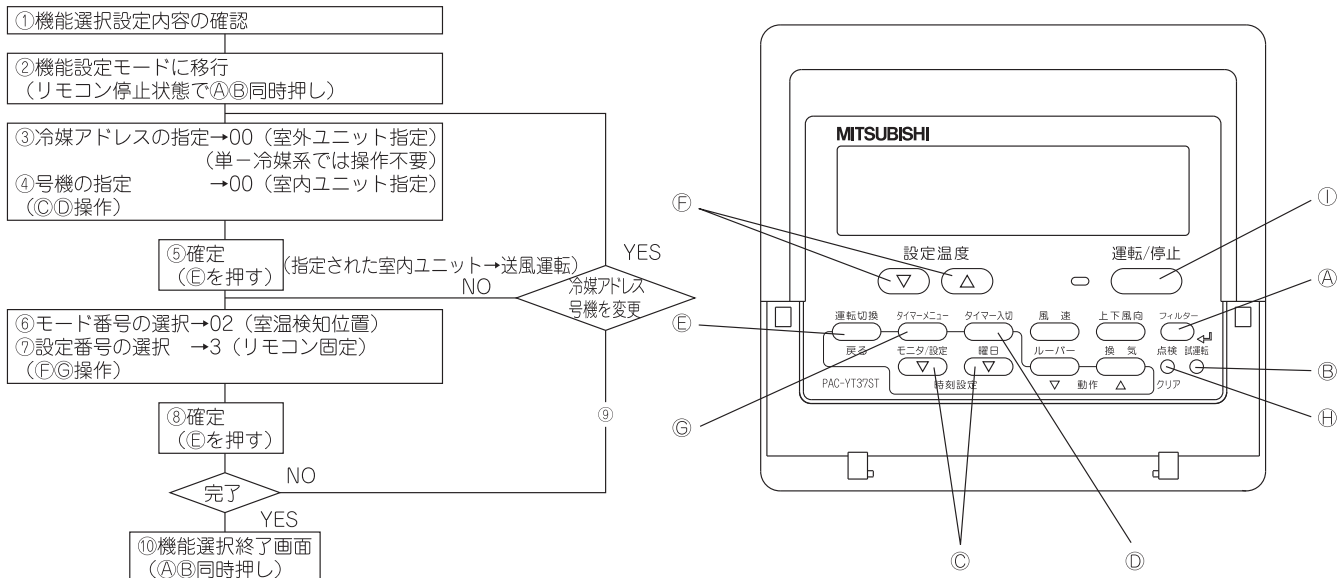 ①機能選択設定内容の確認
②機能設定モードに移行
(リモコン停止状態でⒶⒷ同時押し)
③冷媒アドレスの指定→00(室外ユニット指定)
(単一冷媒系では操作不要)
④号機の指定 →00(室内ユニット指定)
(ⒸⒹ操作)
⑤確定
(Ⓔを押す)
(指定された室内ユニット→送風運転)
YES
NO
冷媒アドレス
号機を変更
⑥モード番号の選択→02(室温検知位置)
⑦設定番号の選択 →3(リモコン固定)
(ⒻⒼ操作)
⑧確定
(Ⓔを押す)
⑨
完了
NO
YES
⑩機能選択終了画面
(ⒶⒷ同時押し)
MITSUBISHI
Ⓕ
Ⓘ
設定温度 運転/停止
▽ △
Ⓐ
Ⓔ
運転切換 タイマーメニュー タイマー入切 風 速 上下風向 フィルター
戻る モニタ/設定 曜日 ルーバー 換 気 点検 試運転
▽ ▽
Ⓑ
PAC-YT37ST 時刻設定 ▽ 動作 △ クリア
Ⓗ
Ⓖ
Ⓒ Ⓓ